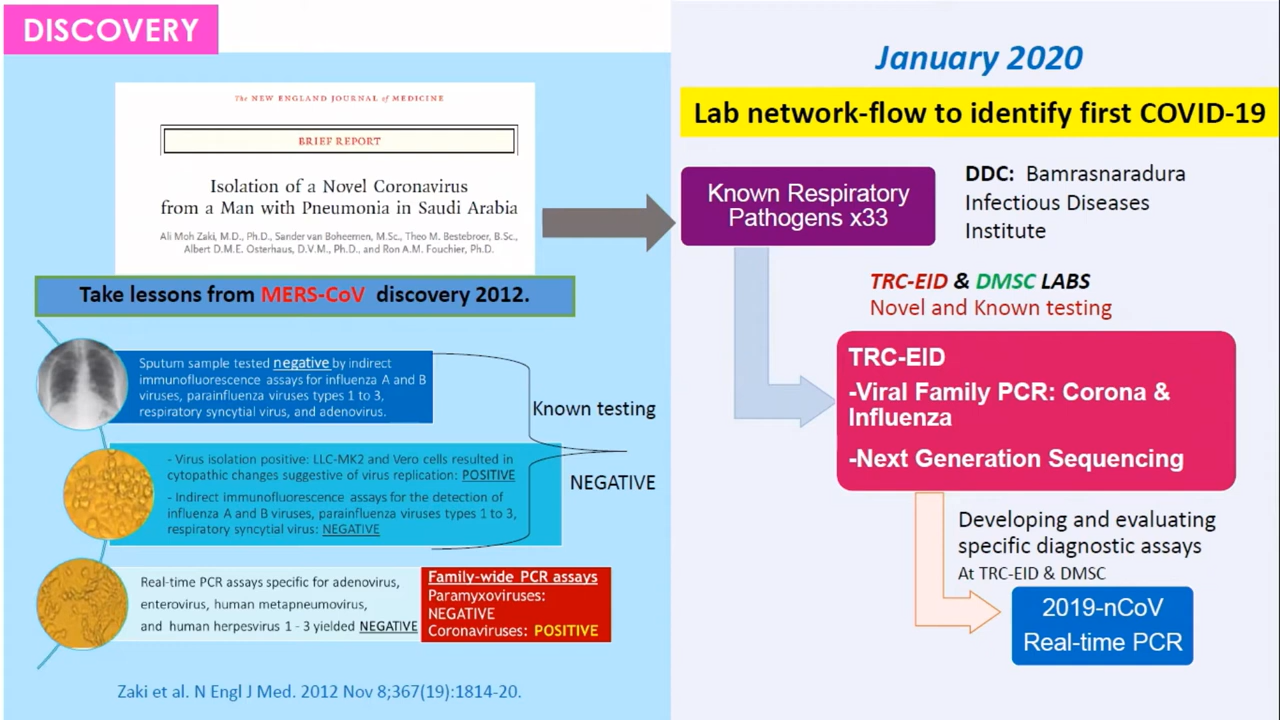 DISCOVERY
The NEW ENGLAND JOURNAL of MEDICINE
BRIEF REPORT
Isolation of a Novel Coronavirus
from a Man with Pneumonia in Saudi Arabia
Ali Moh Zaki, M.D., Ph.D., Sander van Boheemen, M.Sc., Theo M. Bestebroer, B.Sc.,
Albert D.M.E. Osterhaus, D.V.M., Ph.D., and Ron A.M. Fouchier, Ph.D.
Take lessons from MERS-CoV discovery 2012.
Sputum sample tested negative by indirect
immunofluorescence assays for influenza A and B
viruses, parainfluenza viruses types 1 to 3,
respiratory syncytial virus, and adenovirus.
- Virus isolation positive: LLC-MK2 and Vero cells resulted in
cytopathic changes suggestive of virus replication: POSITIVE
- Indirect immunofluorescence assays for the detection of
influenza A and B viruses, parainfluenza viruses types 1 to 3,
respiratory syncytial virus: NEGATIVE
Known testing
NEGATIVE
Real-time PCR assays specific for adenovirus,
enterovirus, human metapneumovirus,
and human herpesvirus 1 - 3 yielded NEGATIVE
Family-wide PCR assays
Paramyxoviruses:
NEGATIVE
Coronaviruses: POSITIVE
Zaki et al. N Engl J Med. 2012 Nov 8;367(19):1814-20.
January 2020
Lab network-flow to identify first COVID-19
Known Respiratory
Pathogens x33
DDC: Bamrasnaradura
Infectious Diseases
Institute
TRC-EID & DMSC LABS
Novel and Known testing
TRC-EID
-Viral Family PCR: Corona &
Influenza
-Next Generation Sequencing
Developing and evaluating
specific diagnostic assays
At TRC-EID & DMSC
2019-nCoV
Real-time PCR